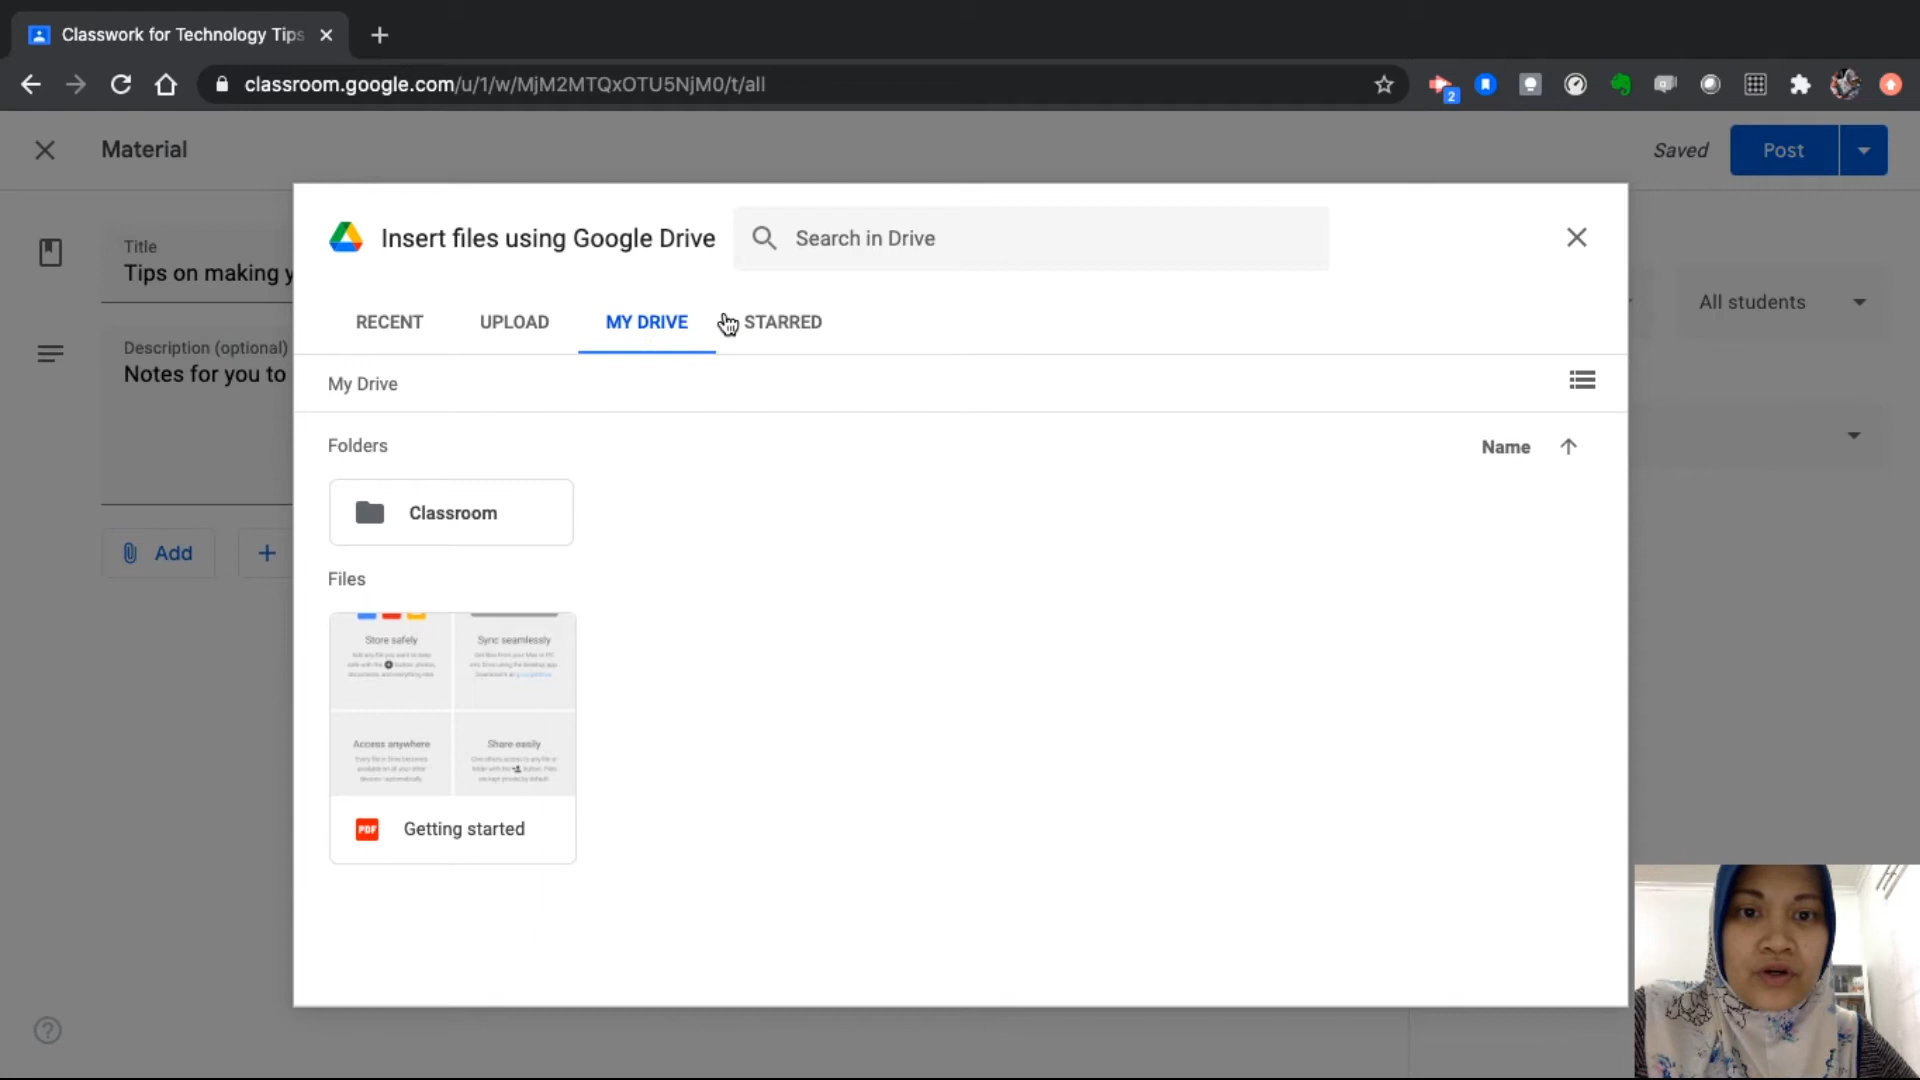 Classwork for Technology Tips
classroom.google.com/u/1/w/MjM2MTQxOTU5NjM0/t/all
2
Material
Saved
Post
Title
Tips on making y
Description (optional)
Notes for you to
Add
All students
Insert files using Google Drive
Search in Drive
RECENT
UPLOAD
MY DRIVE
STARRED
My Drive
Folders
Name
Classroom
Files
Store safely
Sync seamlessly
Access anywhere
Share easily
PDF
Getting started